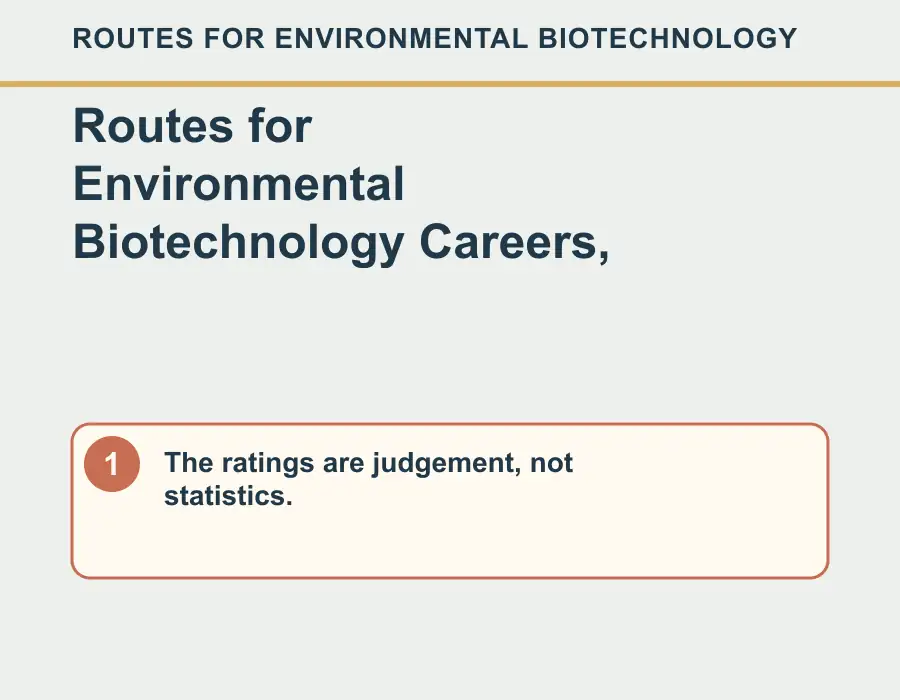 ROUTES FOR ENVIRONMENTAL BIOTECHNOLOGY
Routes for
Environmental
Biotechnology Careers,
1
The ratings are judgement, not
statistics.